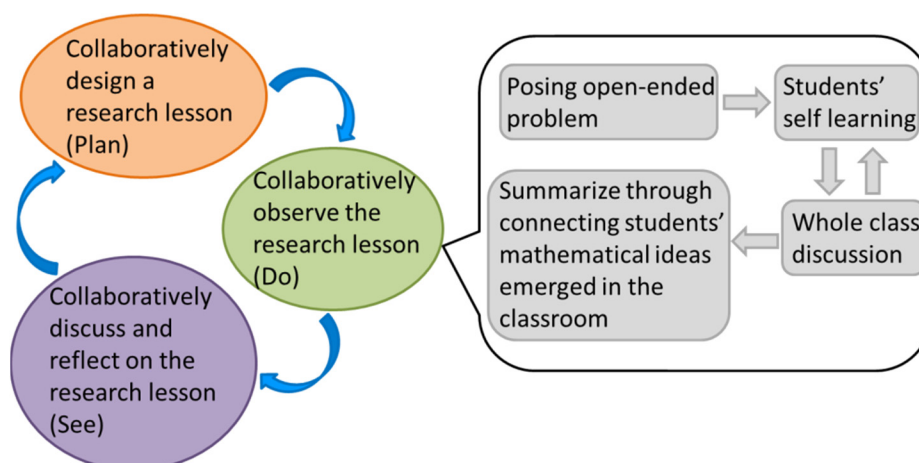 Collaboratively
design a
research lesson
(Plan)
Collaboratively
observe the
research lesson
(Do)
Collaboratively
discuss and
reflect on the
research lesson
(See)
Posing open-ended
problem
Students’
self learning
Whole class
discussion
Summarize through
connecting students’
mathematical ideas
emerged in the
classroom